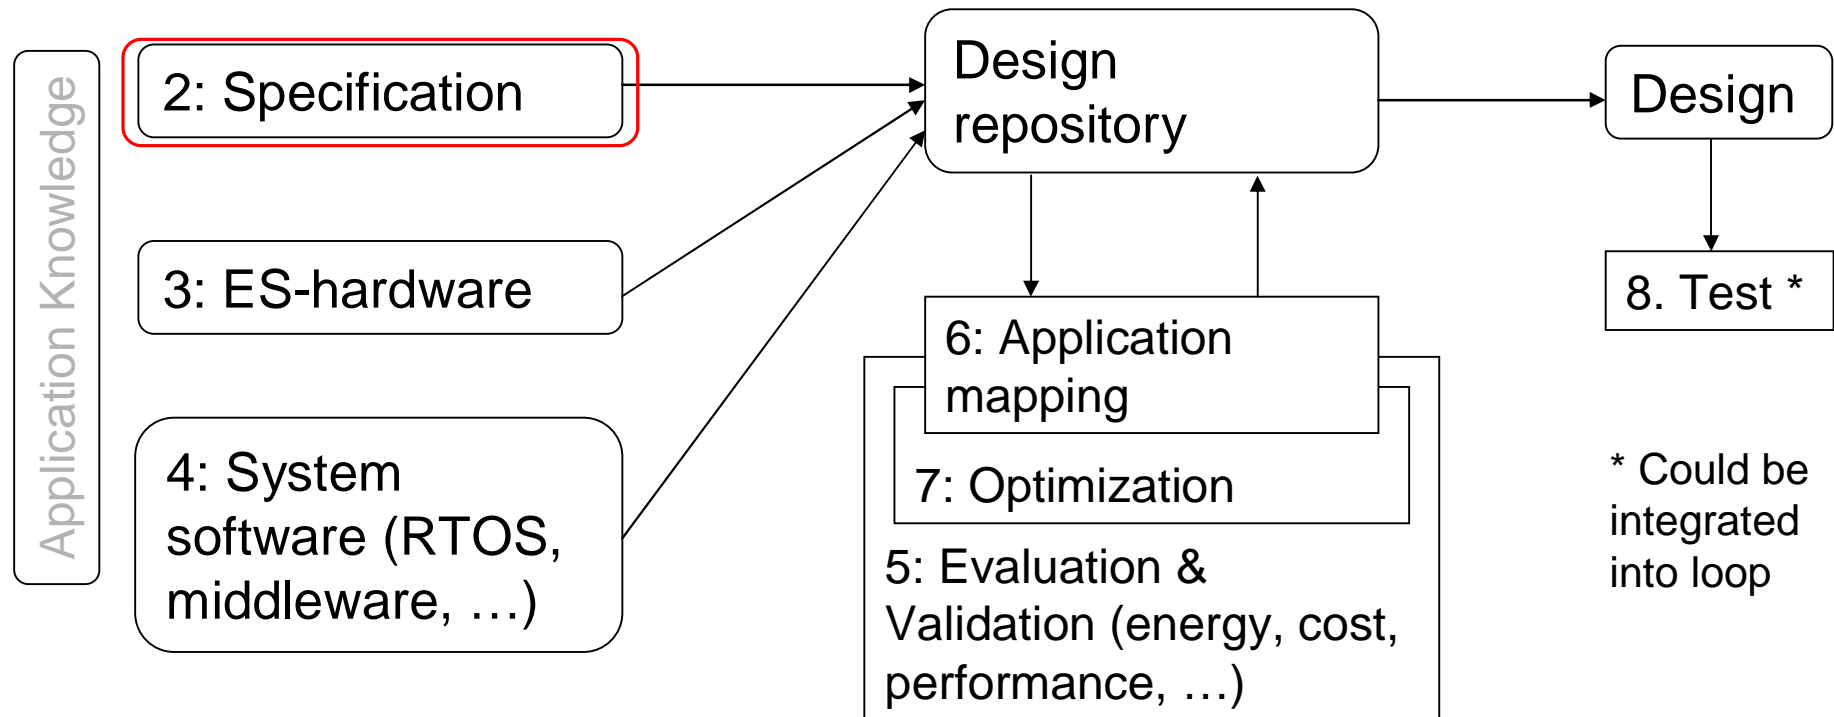 Application Knowledge
2: Specification
3: ES-hardware
4: System
software (RTOS,
middleware, …)
Design
repository
6: Application
mapping
7: Optimization
5: Evaluation &
Validation (energy, cost,
performance, …)
Design
8. Test *
* Could be
integrated
into loop